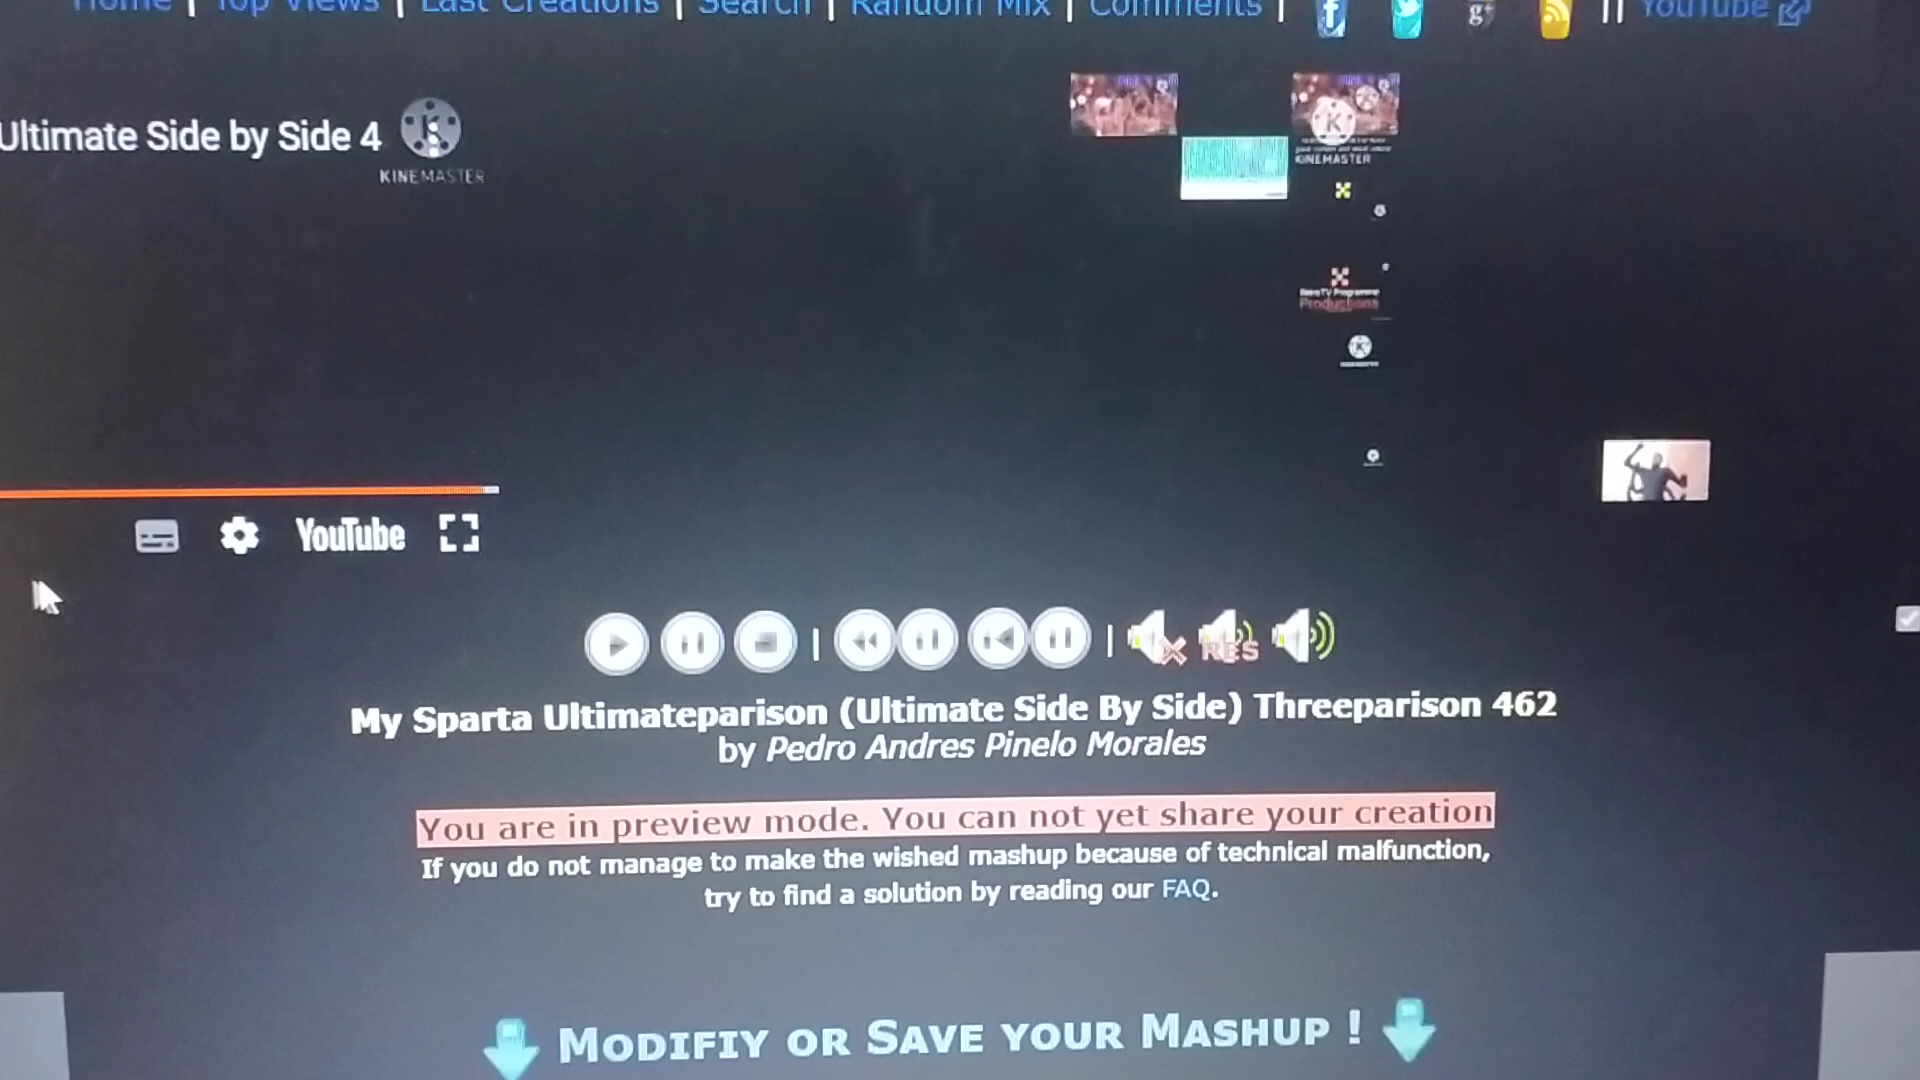 Home | Top Views | Last Creations | Search | Random Mix | Comments | f g+ || YouTube
Ultimate Side by Side 4
KINEMASTER
KINEMASTER
Productions
YouTube
RES
My Sparta Ultimateparison (Ultimate Side By Side) Threeparison 462
by Pedro Andres Pinelo Morales
You are in preview mode. You can not yet share your creation
If you do not manage to make the wished mashup because of technical malfunction,
try to find a solution by reading our FAQ.
MODIFIY OR SAVE YOUR MASHUP !